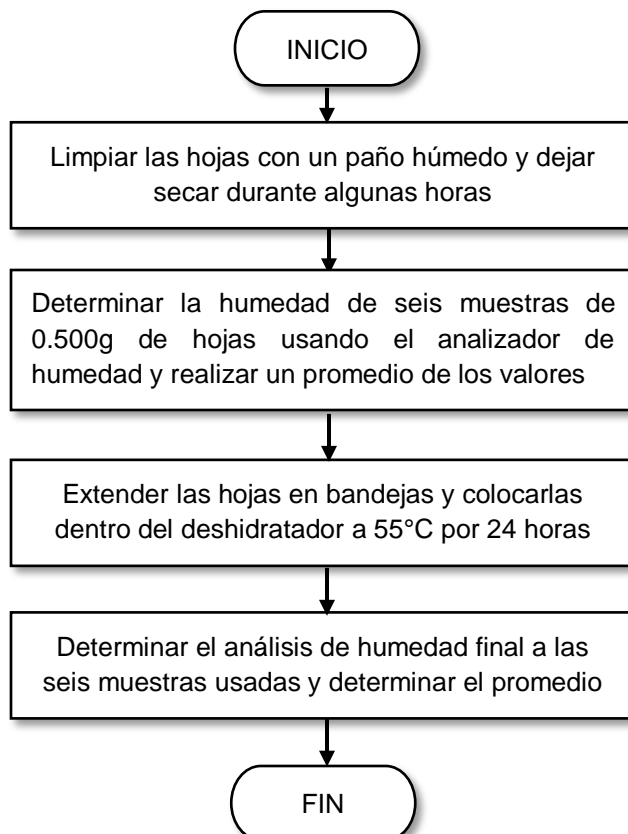 INICIO
Limpiar las hojas con un paño húmedo y dejar
secar durante algunas horas
Determinar la humedad de seis muestras de
0.500g de hojas usando el analizador de
humedad y realizar un promedio de los valores
Extender las hojas en bandejas y colocarlas
dentro del deshidratador a 55°C por 24 horas
Determinar el análisis de humedad final a las
seis muestras usadas y determinar el promedio
FIN